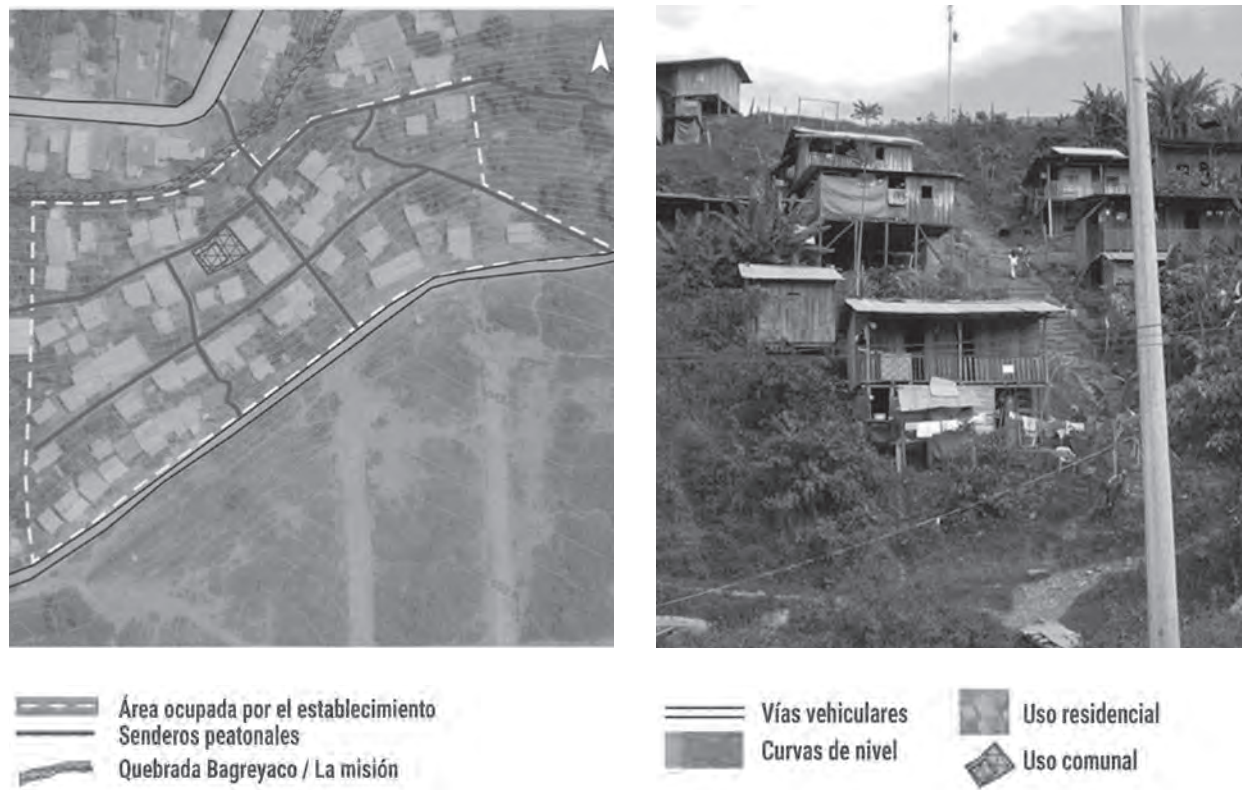 Área ocupada por el establecimiento
Senderos peatonales
Quebrada Bagreyaco / La misión
Vías vehiculares
Curvas de nivel
Uso residencial
Uso comunal